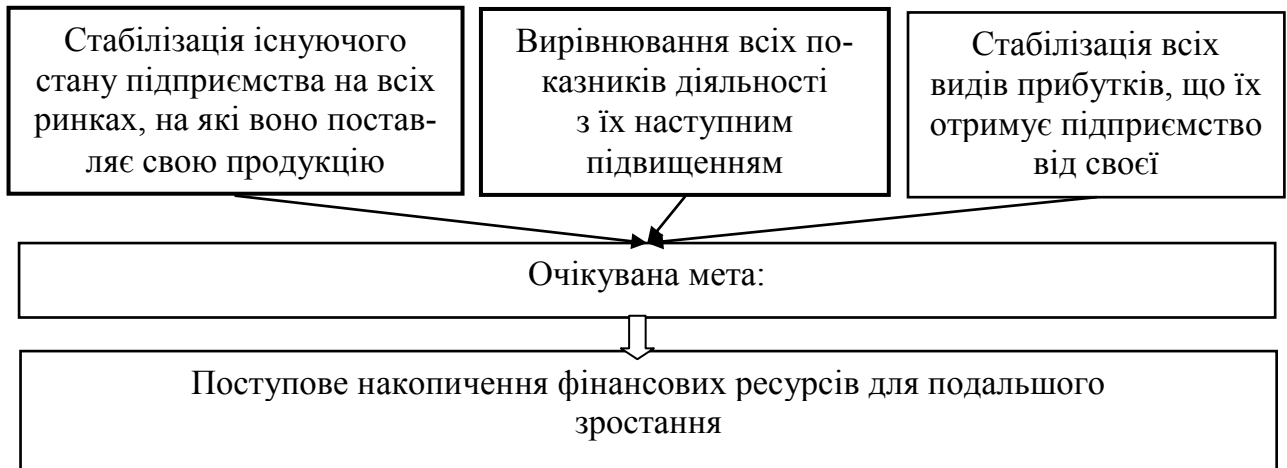 Стабілізація існуючого
стану підприємства на всіх
ринках, на які воно постав-
ляє свою продукцію
Вирівнювання всіх по-
казників діяльності
з їх наступним
підвищенням
Стабілізація всіх
видів прибутків, що їх
отримує підприємство
від своєї
Очікувана мета:
Поступове накопичення фінансових ресурсів для подальшого
зростання